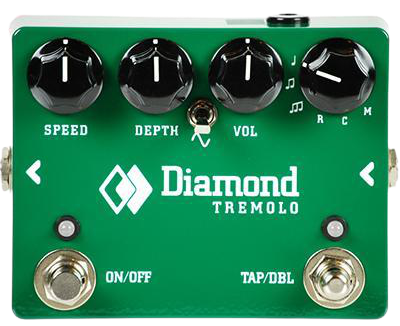 SPEED
DEPTH
VOL
R C M
Diamond
TREMOLO
ON/OFF
TAP/DBL